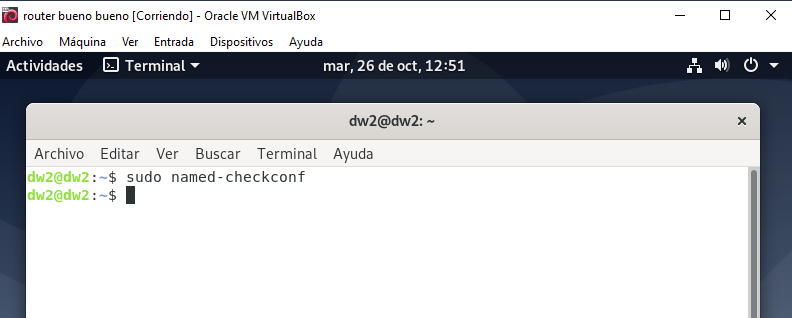 router bueno bueno [Corriendo] - Oracle VM VirtualBox
Archivo Máquina Ver Entrada Dispositivos Ayuda
Actividades Terminal mar, 26 de oct, 12:51
dw2@dw2: ~
Archivo Editar Ver Buscar Terminal Ayuda
dw2@dw2:~$ sudo named-checkconf
dw2@dw2:~$